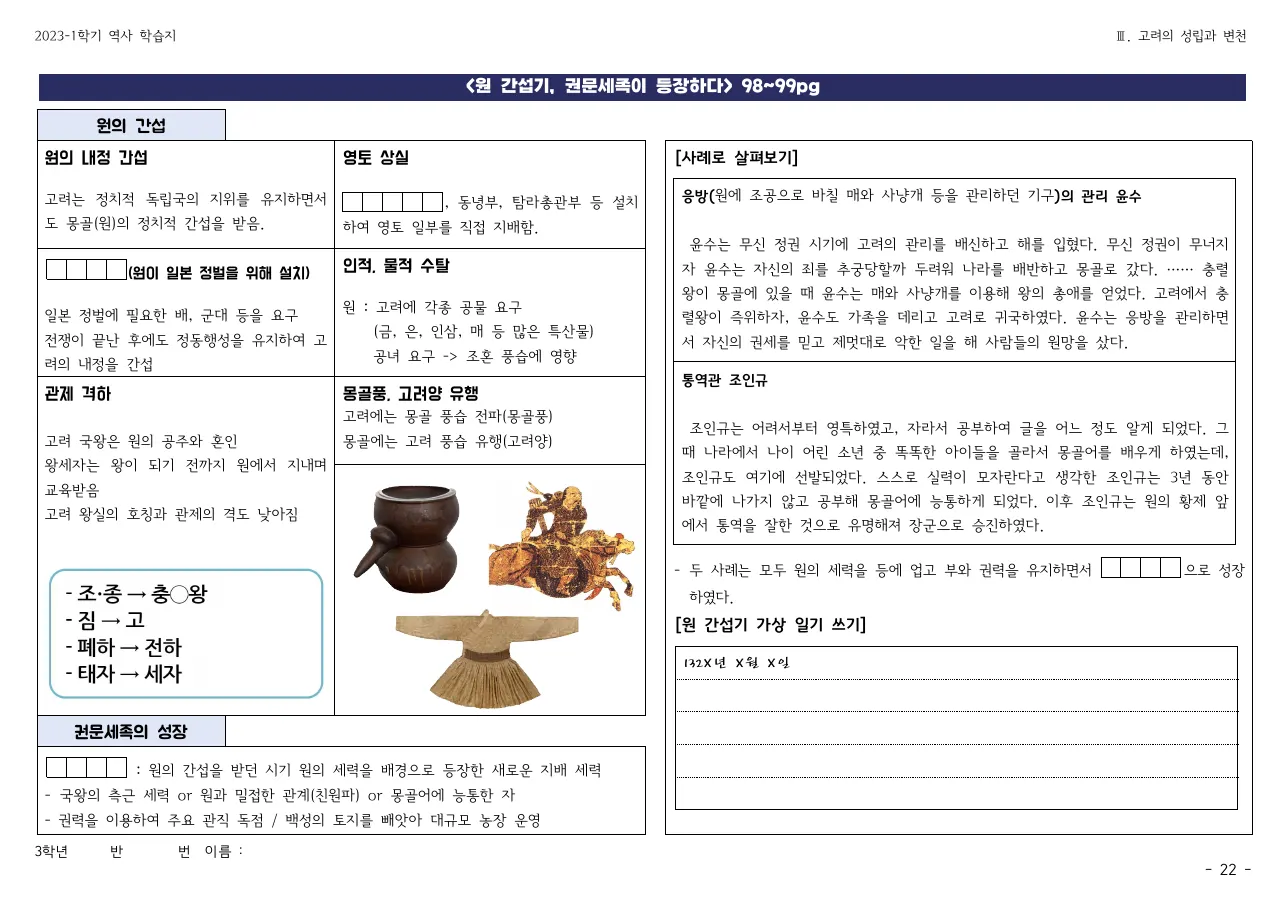 2023-1학기 역사 학습지
Ⅲ. 고려의 성립과 변천
<원 간섭기, 권문세족이 등장하다> 98~99pg
원의 간섭
원의 내정 간섭
고려는 정치적 독립국의 지위를 유지하면서
도 몽골(원)의 정치적 간섭을 받음.
영토 상실
, 동녕부, 탐라총관부 등 설치
하여 영토 일부를 직접 지배함.
(원이 일본 정벌을 위해 설치)
일본 정벌에 필요한 배, 군대 등을 요구
전쟁이 끝난 후에도 정동행성을 유지하여 고
려의 내정을 간섭
인적, 물적 수탈
원 : 고려에 각종 공물 요구
(금, 은, 인삼, 매 등 많은 특산물)
공녀 요구 -> 조혼 풍습에 영향
관제 격하
고려 국왕은 원의 공주와 혼인
왕세자는 왕이 되기 전까지 원에서 지내며
교육받음
고려 왕실의 호칭과 관제의 격도 낮아짐
- 조·종 → 충◯왕
- 짐 → 고
- 폐하 → 전하
- 태자 → 세자
몽골풍, 고려양 유행
고려에는 몽골 풍습 전파(몽골풍)
몽골에는 고려 풍습 유행(고려양)
권문세족의 성장
: 원의 간섭을 받던 시기 원의 세력을 배경으로 등장한 새로운 지배 세력
- 국왕의 측근 세력 or 원과 밀접한 관계(친원파) or 몽골어에 능통한 자
- 권력을 이용하여 주요 관직 독점 / 백성의 토지를 빼앗아 대규모 농장 운영
[사례로 살펴보기]
응방(원에 조공으로 바칠 매와 사냥개 등을 관리하던 기구)의 관리 윤수
윤수는 무신 정권 시기에 고려의 관리를 배신하고 해를 입혔다. 무신 정권이 무너지
자 윤수는 자신의 죄를 추궁당할까 두려워 나라를 배반하고 몽골로 갔다. …… 충렬
왕이 몽골에 있을 때 윤수는 매와 사냥개를 이용해 왕의 총애를 얻었다. 고려에서 충
렬왕이 즉위하자, 윤수도 가족을 데리고 고려로 귀국하였다. 윤수는 응방을 관리하면
서 자신의 권세를 믿고 제멋대로 악한 일을 해 사람들의 원망을 샀다.
통역관 조인규
조인규는 어려서부터 영특하였고, 자라서 공부하여 글을 어느 정도 알게 되었다. 그
때 나라에서 나이 어린 소년 중 똑똑한 아이들을 골라서 몽골어를 배우게 하였는데,
조인규도 여기에 선발되었다. 스스로 실력이 모자란다고 생각한 조인규는 3년 동안
바깥에 나가지 않고 공부해 몽골어에 능통하게 되었다. 이후 조인규는 원의 황제 앞
에서 통역을 잘한 것으로 유명해져 장군으로 승진하였다.
- 두 사례는 모두 원의 세력을 등에 업고 부와 권력을 유지하면서 으로 성장
하였다.
[원 간섭기 가상 일기 쓰기]
132X년 X월 X일
3학년 반 번 이름 :
- 22 -